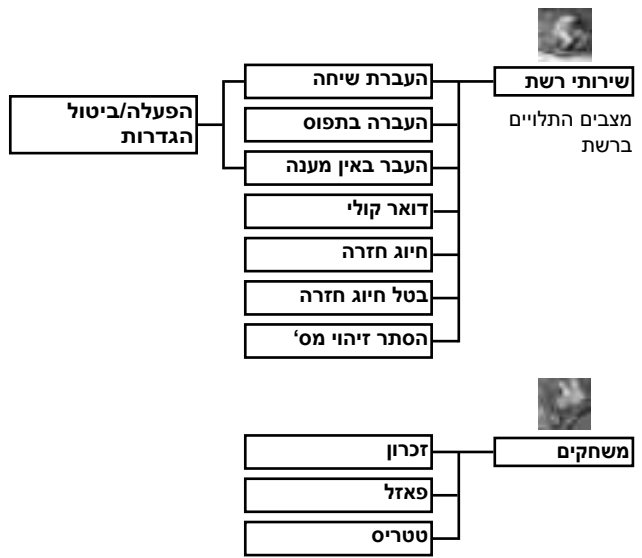 שירותי רשת
מצבים התלויים
ברשת
העברת שיחה
העברה בתפוס
העבר באין מענה
דואר קולי
חיוג חזרה
בטל חיוג חזרה
הסתר זיהוי מס'
הפעלה/ביטול
הגדרות
משחקים
זכרון
פאזל
טטריס